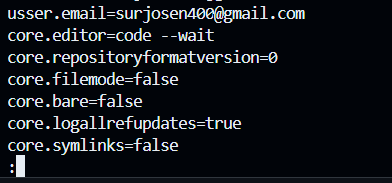 usser.email=surjosen400@gmail.com
core.editor=code --wait
core.repositoryformatversion=0
core.filemode=false
core.bare=false
core.logallrefupdates=true
core.symlinks=false
: